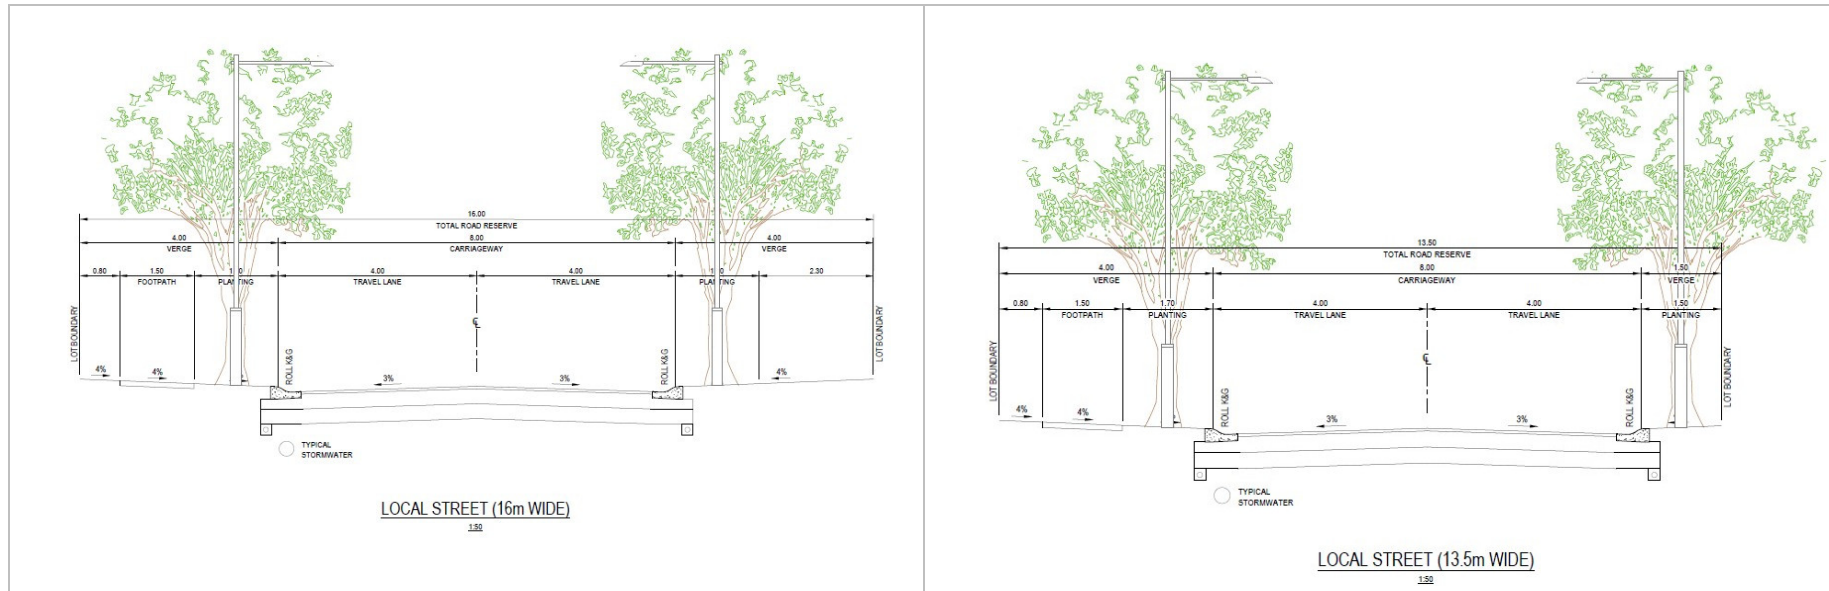 16.00
TOTAL ROAD RESERVE
4.00 8.00 4.00
VERGE CARRIAGEWAY VERGE
0.80 1.50 4.00 4.00 2.30
FOOTPATH PLANTING TRAVEL LANE TRAVEL LANE PLANTING
LOT BOUNDARY
ROLL K&G
℄
ROLL K&G
LOT BOUNDARY
4% 4% 3% 3% 4%
TYPICAL
STORMWATER
LOCAL STREET (16m WIDE)
1:50
13.50
TOTAL ROAD RESERVE
4.00 8.00 1.50
VERGE CARRIAGEWAY VERGE
0.80 1.50 1.70 4.00 4.00 1.50
FOOTPATH PLANTING TRAVEL LANE TRAVEL LANE PLANTING
LOT BOUNDARY
ROLL K&G
℄
ROLL K&G
LOT BOUNDARY
4% 4% 3% 3%
TYPICAL
STORMWATER
LOCAL STREET (13.5m WIDE)
1:50